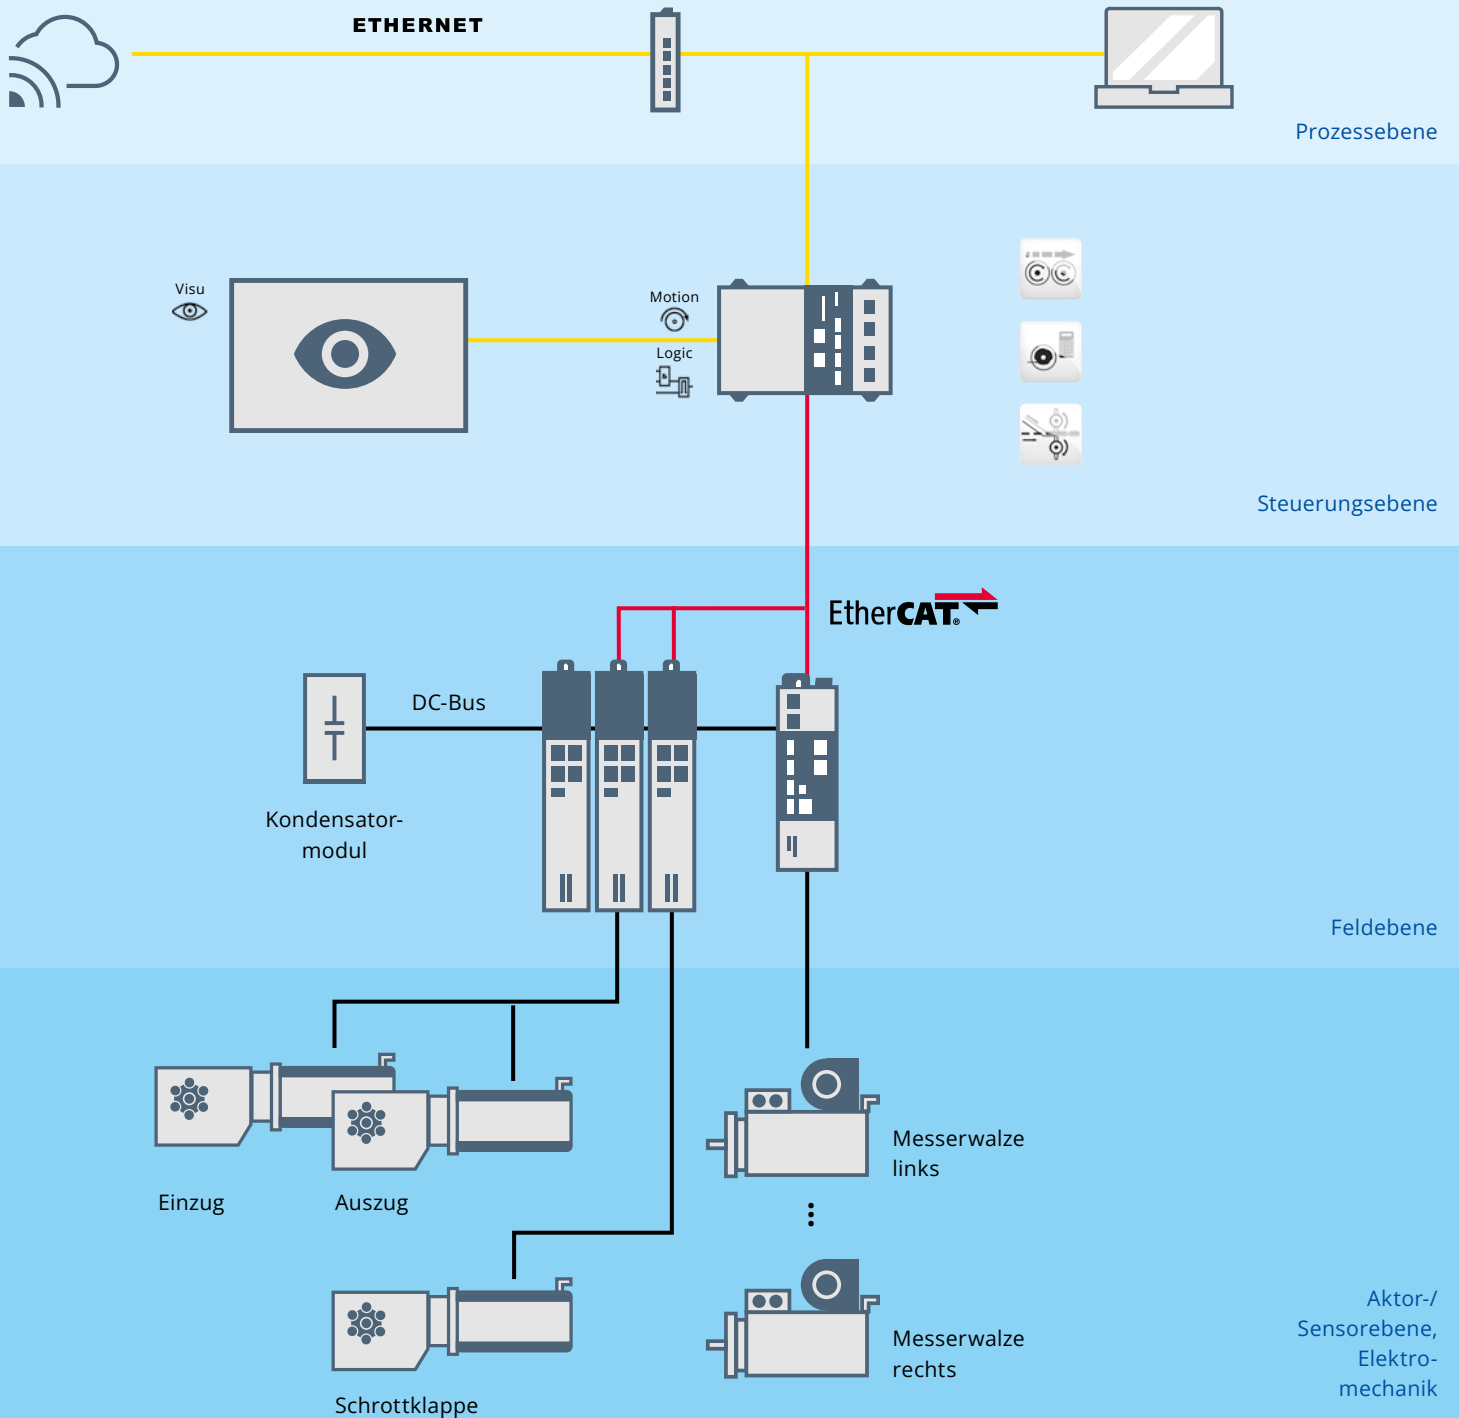 ETHERNET
Prozessebene
Visu
Motion
Logic
Steuerungsebene
EtherCAT®
DC-Bus
Kondensator-
modul
Feldebene
Messerwalze
links
Einzug
Auszug
Messerwalze
rechts
Schrottklappe
Aktor-/
Sensorebene,
Elektro-
mechanik